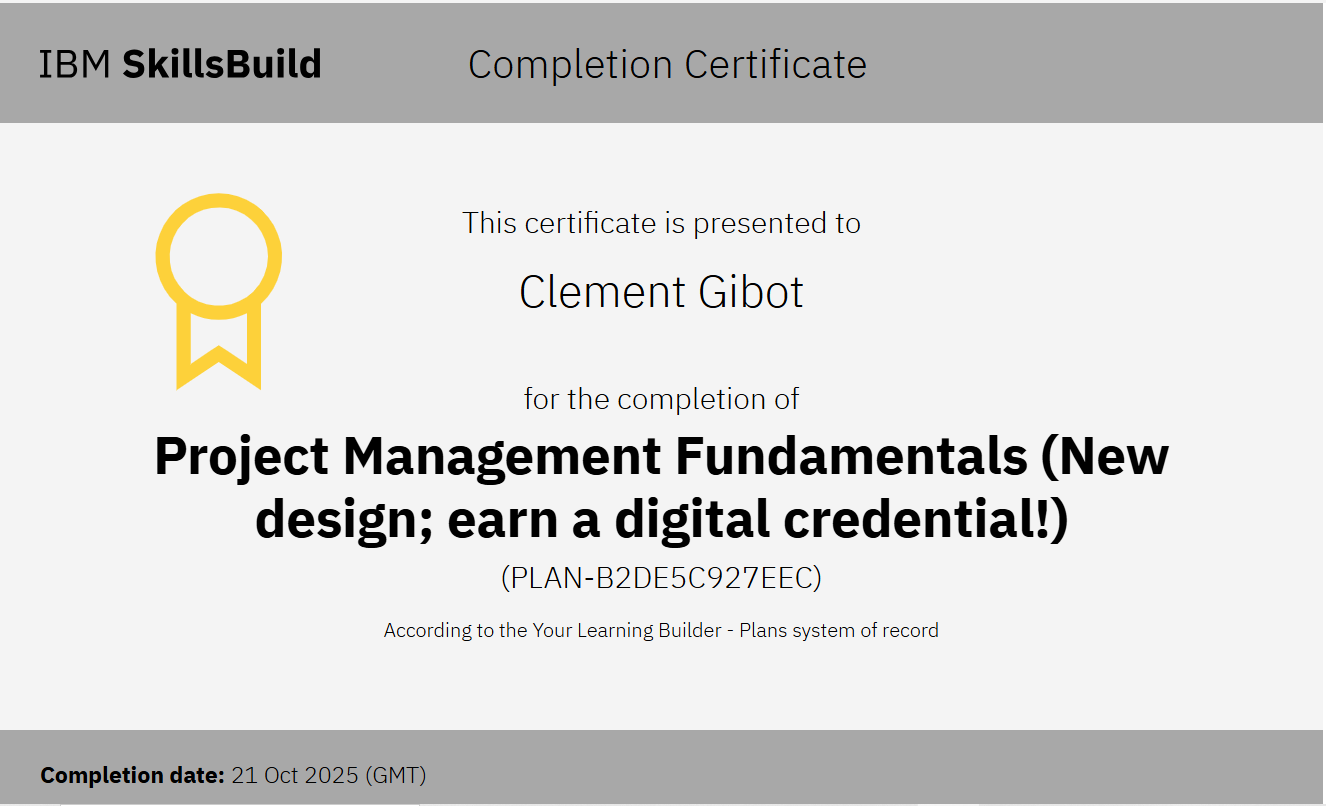 IBM SkillsBuild
Completion Certificate
This certificate is presented to
Clement Gibot
for the completion of
Project Management Fundamentals (New
design; earn a digital credential!)
(PLAN-B2DE5C927EEC)
According to the Your Learning Builder - Plans system of record
Completion date: 21 Oct 2025 (GMT)